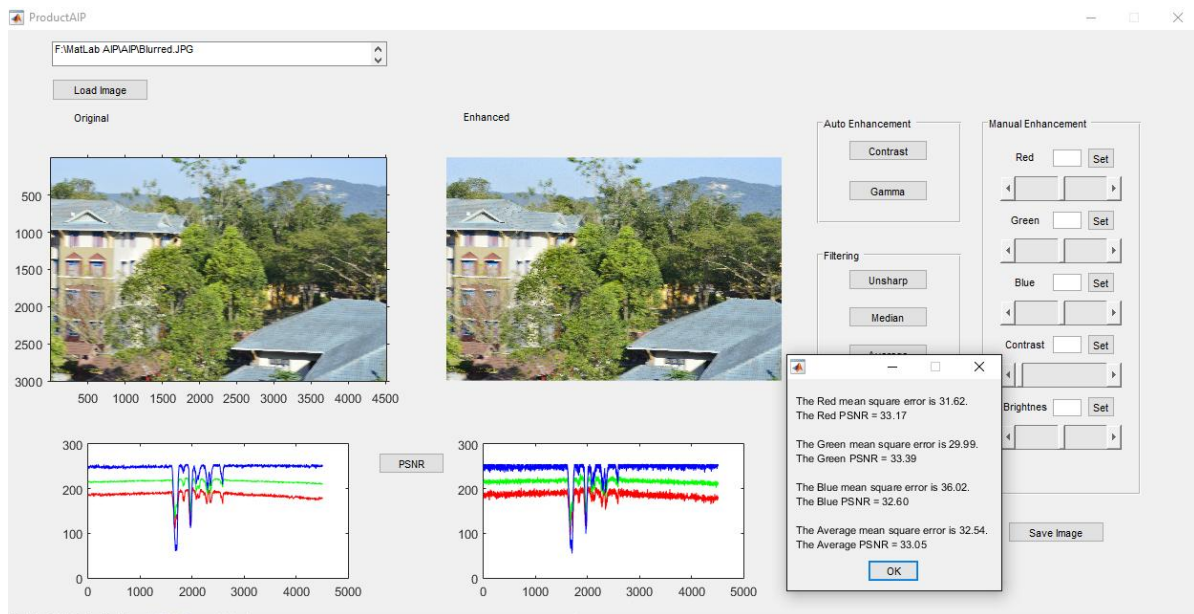 ProductAIP
F:\MatLab AIP\AIP\Blurred.JPG
Load Image
Original
Enhanced
500
1000
1500
2000
2500
3000
500 1000 1500 2000 2500 3000 3500 4000 4500
300
200
100
0
0 1000 2000 3000 4000 5000
PSNR
300
200
100
0
0 1000 2000 3000 4000 5000
Auto Enhancement
Contrast
Gamma
Filtering
Unsharp
Median
Average
Manual Enhancement
Red Set
Green Set
Blue Set
Contrast Set
Brightnes Set
Save Image
The Red mean square error is 31.62.
The Red PSNR = 33.17
The Green mean square error is 29.99.
The Green PSNR = 33.39
The Blue mean square error is 36.02.
The Blue PSNR = 32.60
The Average mean square error is 32.54.
The Average PSNR = 33.05
OK